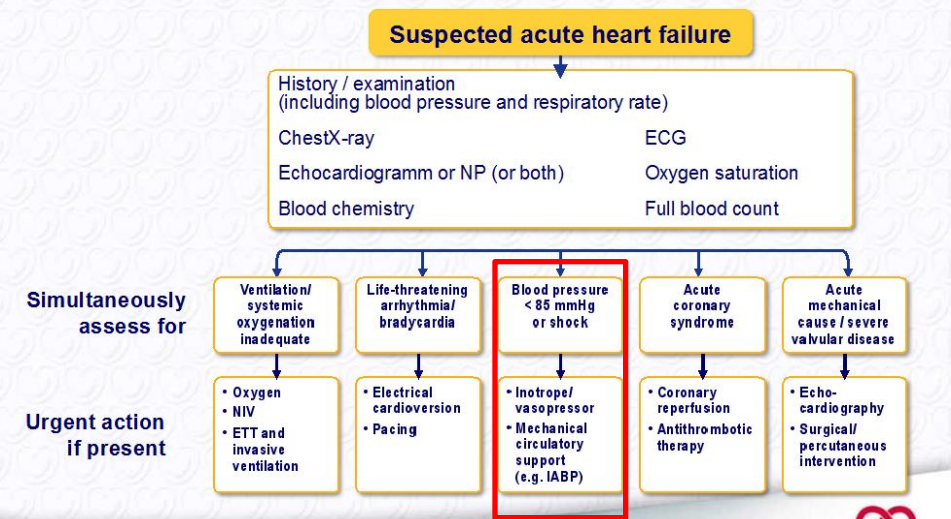 Suspected acute heart failure
History / examination
(including blood pressure and respiratory rate)
ChestX-ray
ECG
Echocardiogramm or NP (or both)
Oxygen saturation
Blood chemistry
Full blood count
Simultaneously
assess for
Ventilation/
systemic
oxygenation
inadequate
Life-threatening
arrhythmia/
bradycardia
Blood pressure
< 85 mmHg
or shock
Acute
coronary
syndrome
Acute
mechanical
cause / severe
valvular disease
Urgent action
if present
• Oxygen
• NIV
• ETT and
invasive
ventilation
• Electrical
cardioversion
• Pacing
• Inotrope/
vasopressor
• Mechanical
circulatory
support
(e.g. IABP)
• Coronary
reperfusion
• Antithrombotic
therapy
• Echo-
cardiography
• Surgical/
percutaneous
intervention